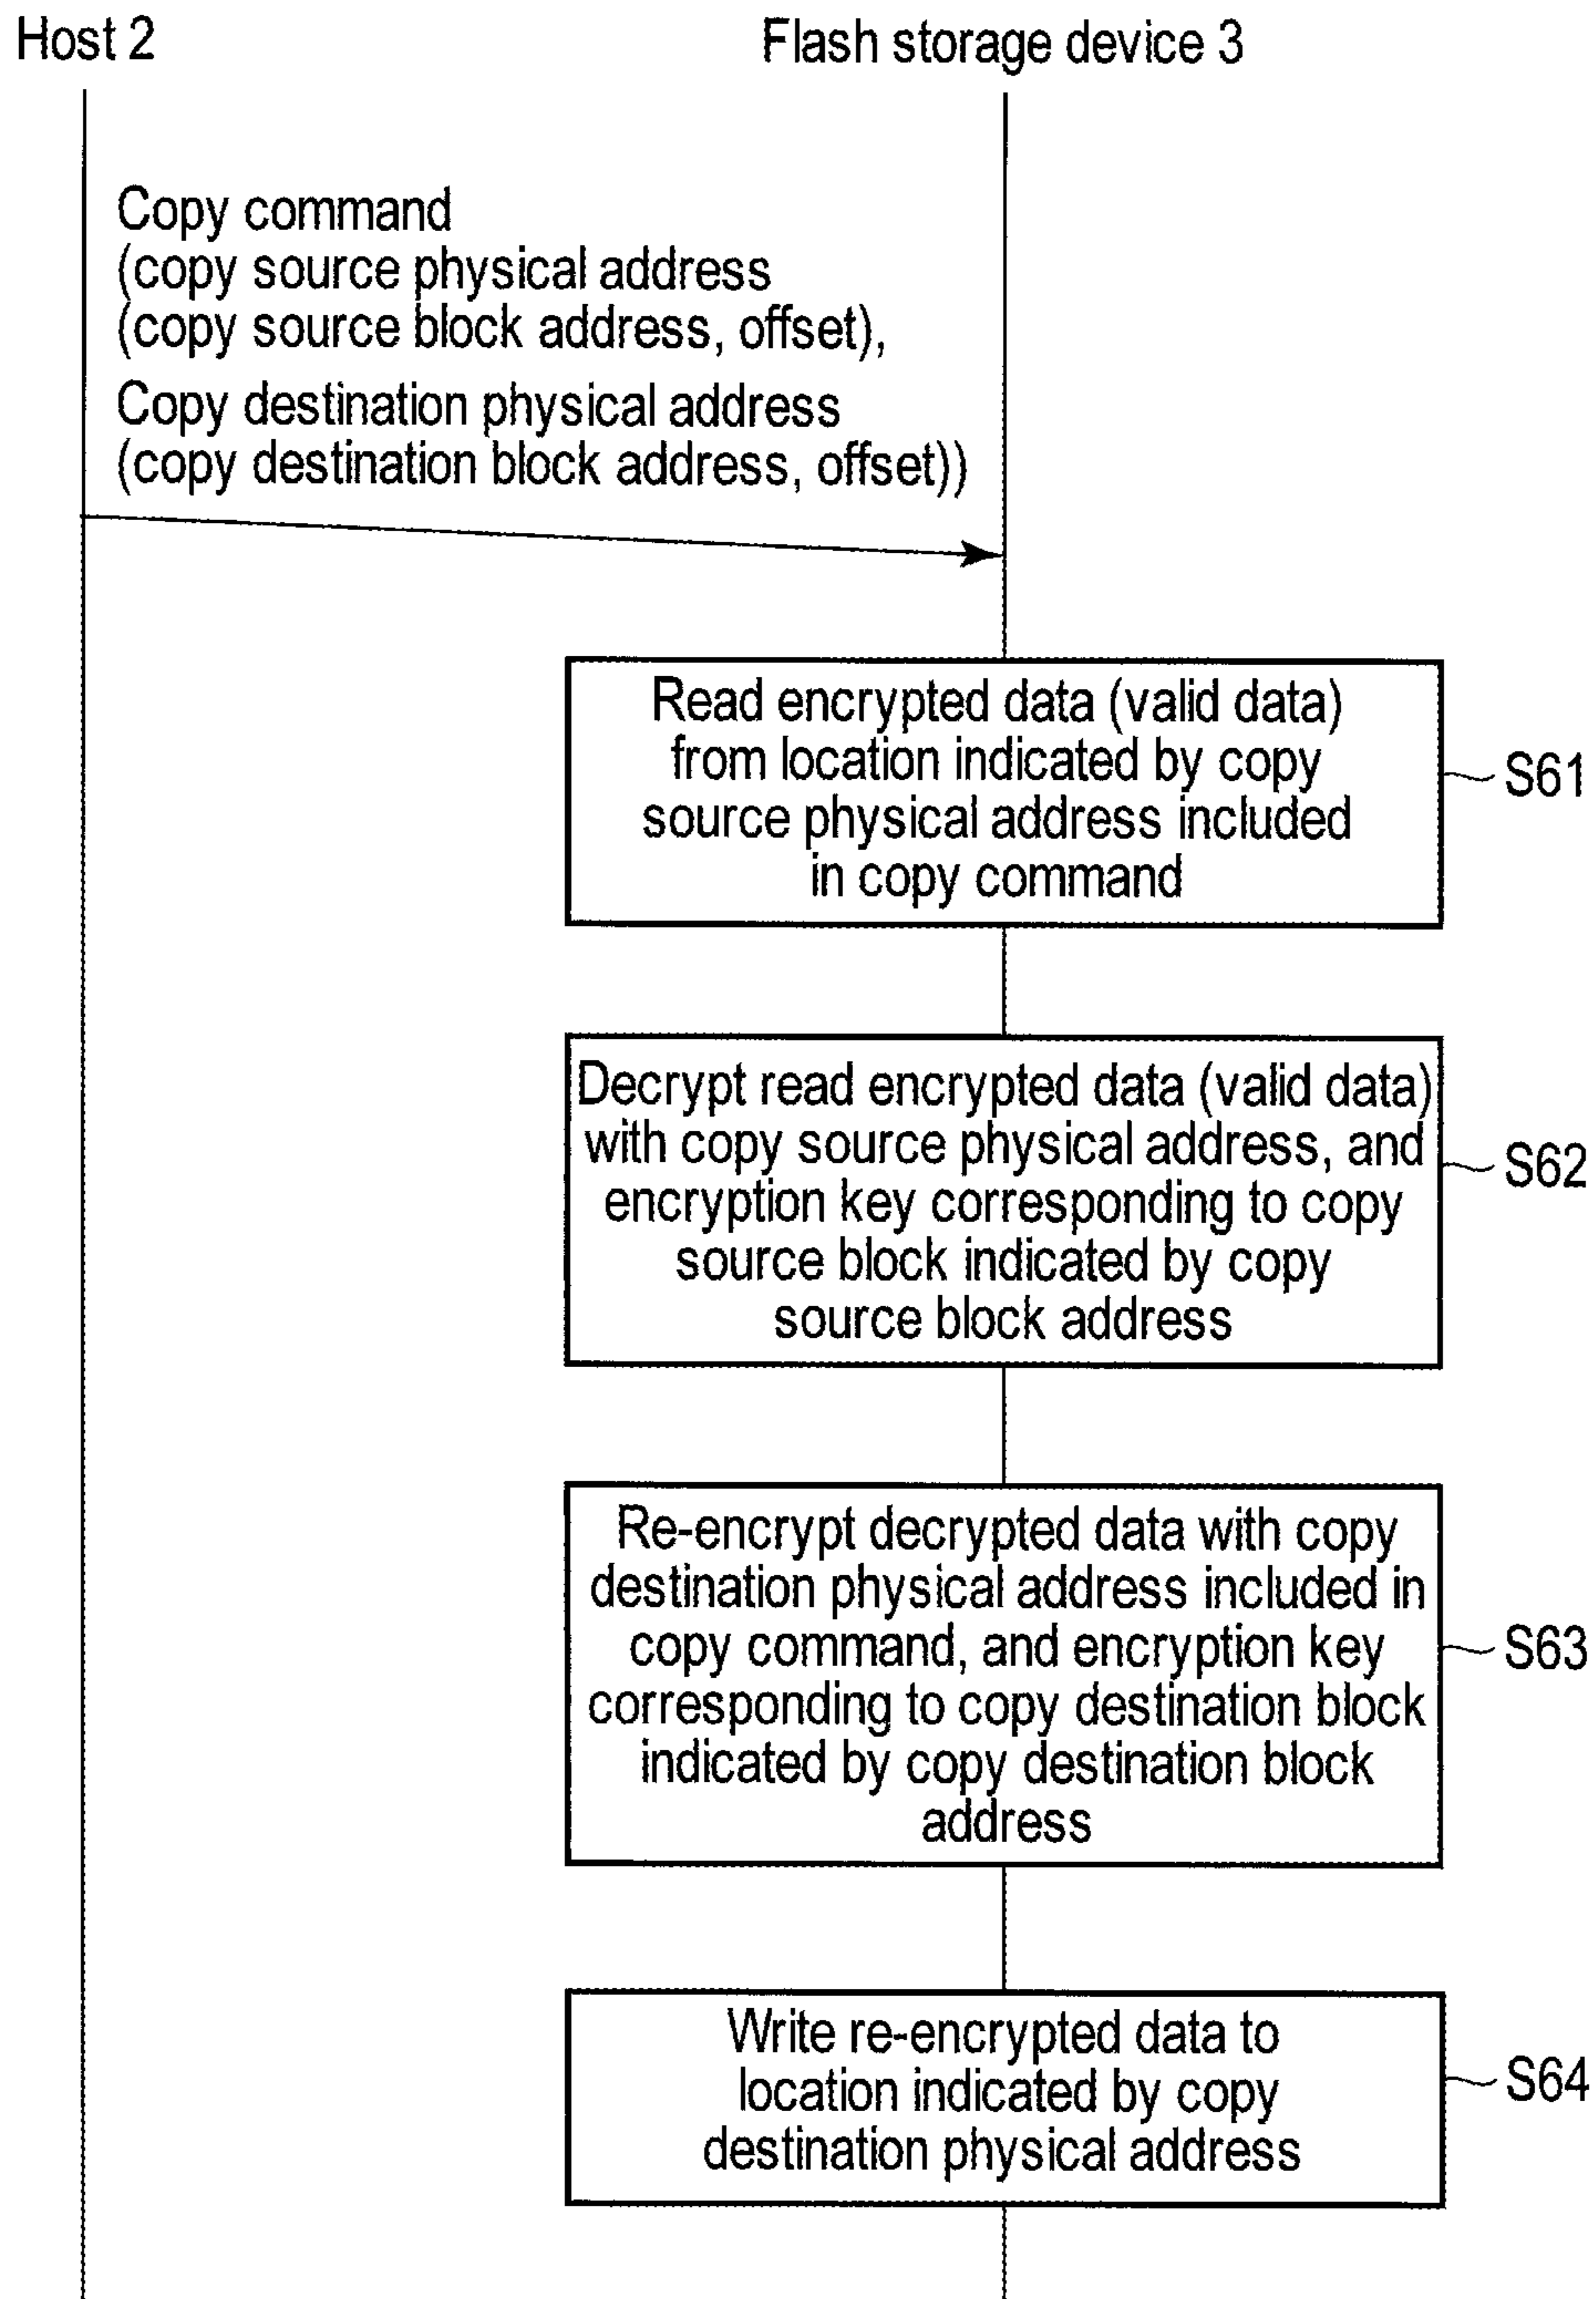 Host 2
Flash storage device 3
Copy command
(copy source physical address
(copy source block address, offset),
Copy destination physical address
(copy destination block address, offset))
Read encrypted data (valid data)
from location indicated by copy
source physical address included
in copy command
S61
Decrypt read encrypted data (valid data)
with copy source physical address, and
encryption key corresponding to copy
source block indicated by copy
source block address
S62
Re-encrypt decrypted data with copy
destination physical address included in
copy command, and encryption key
corresponding to copy destination block
indicated by copy destination block
address
S63
Write re-encrypted data to
location indicated by copy
destination physical address
S64